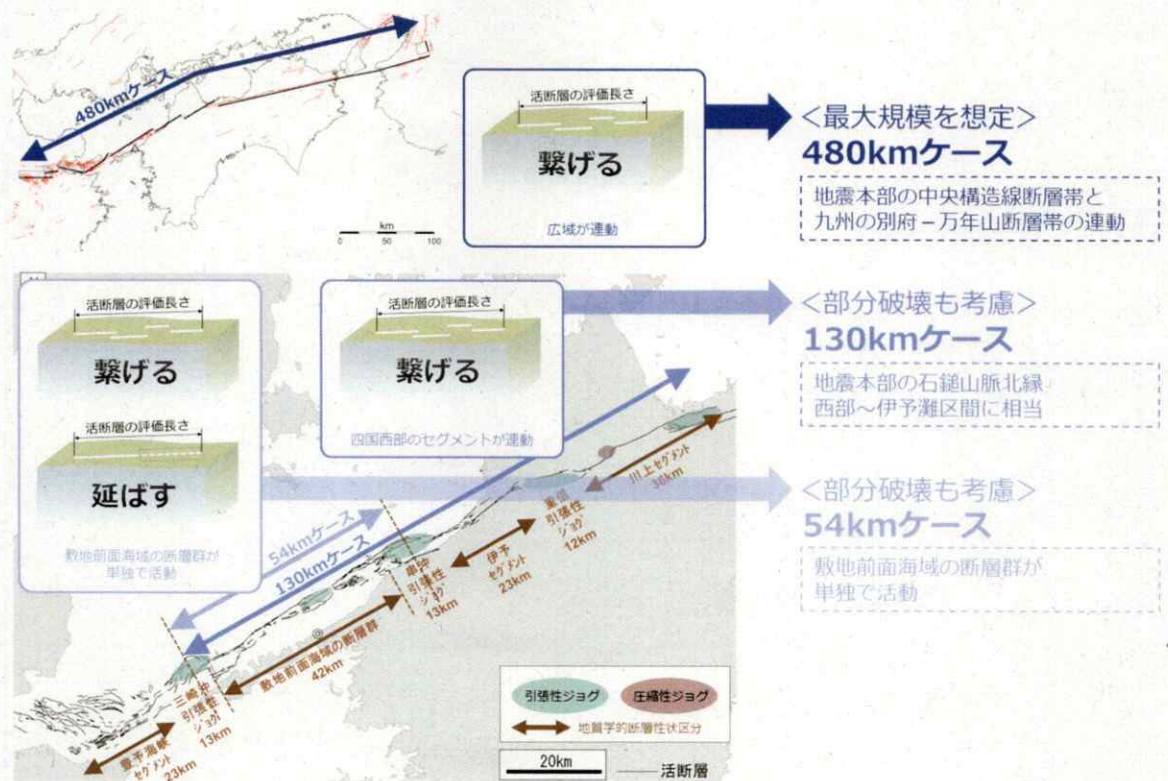 480kmケース
km
0 50 100
活断層の評価長さ
繋げる
広域が連動
<最大規模を想定>
480kmケース
地震本部の中央構造線断層帯と
九州の別府－万年山断層帯の連動
活断層の評価長さ
繋げる
活断層の評価長さ
延ばす
敷地前面海域の断層群が
単独で活動
活断層の評価長さ
繋げる
四国西部のセグメントが連動
<部分破壊も考慮>
130kmケース
地震本部の石鎚山脈北縁
西部～伊予灘区間に相当
<部分破壊も考慮>
54kmケース
敷地前面海域の断層群が
単独で活動
54kmケース
130kmケース
川上セグメント
36km
重信
引張性
ジョグ
12km
伊予
セグメント
23km
串沖
引張性
ジョグ
13km
敷地前面海域の断層群
42km
三崎沖
引張性
ジョグ
13km
豊予海峡
セグメント
23km
引張性ジョグ
圧縮性ジョグ
地質学的断層性状区分
20km
活断層